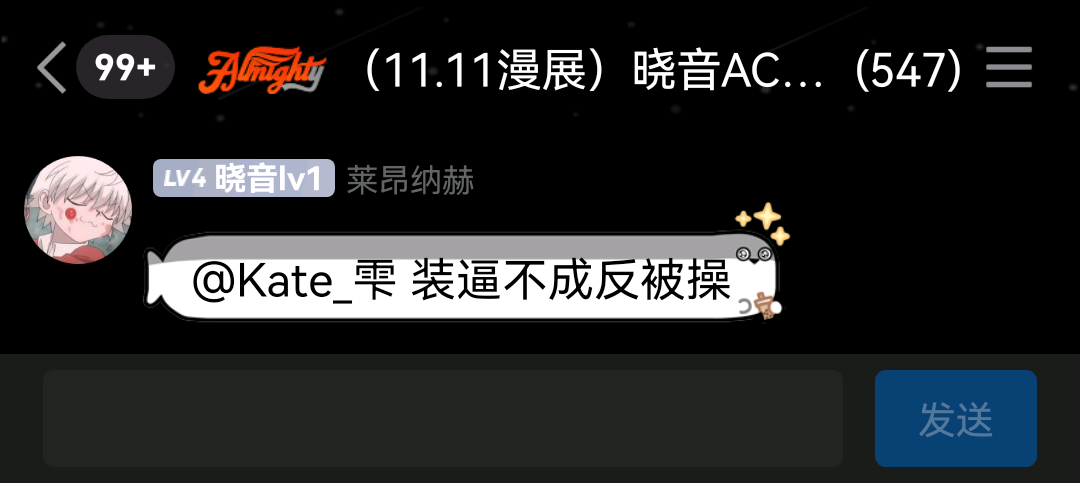 99+
Almighty
（11.11漫展）晓音AC...
(547)
LV4 晓音lv1
莱昂纳赫
@Kate_雫 装逼不成反被操
发送